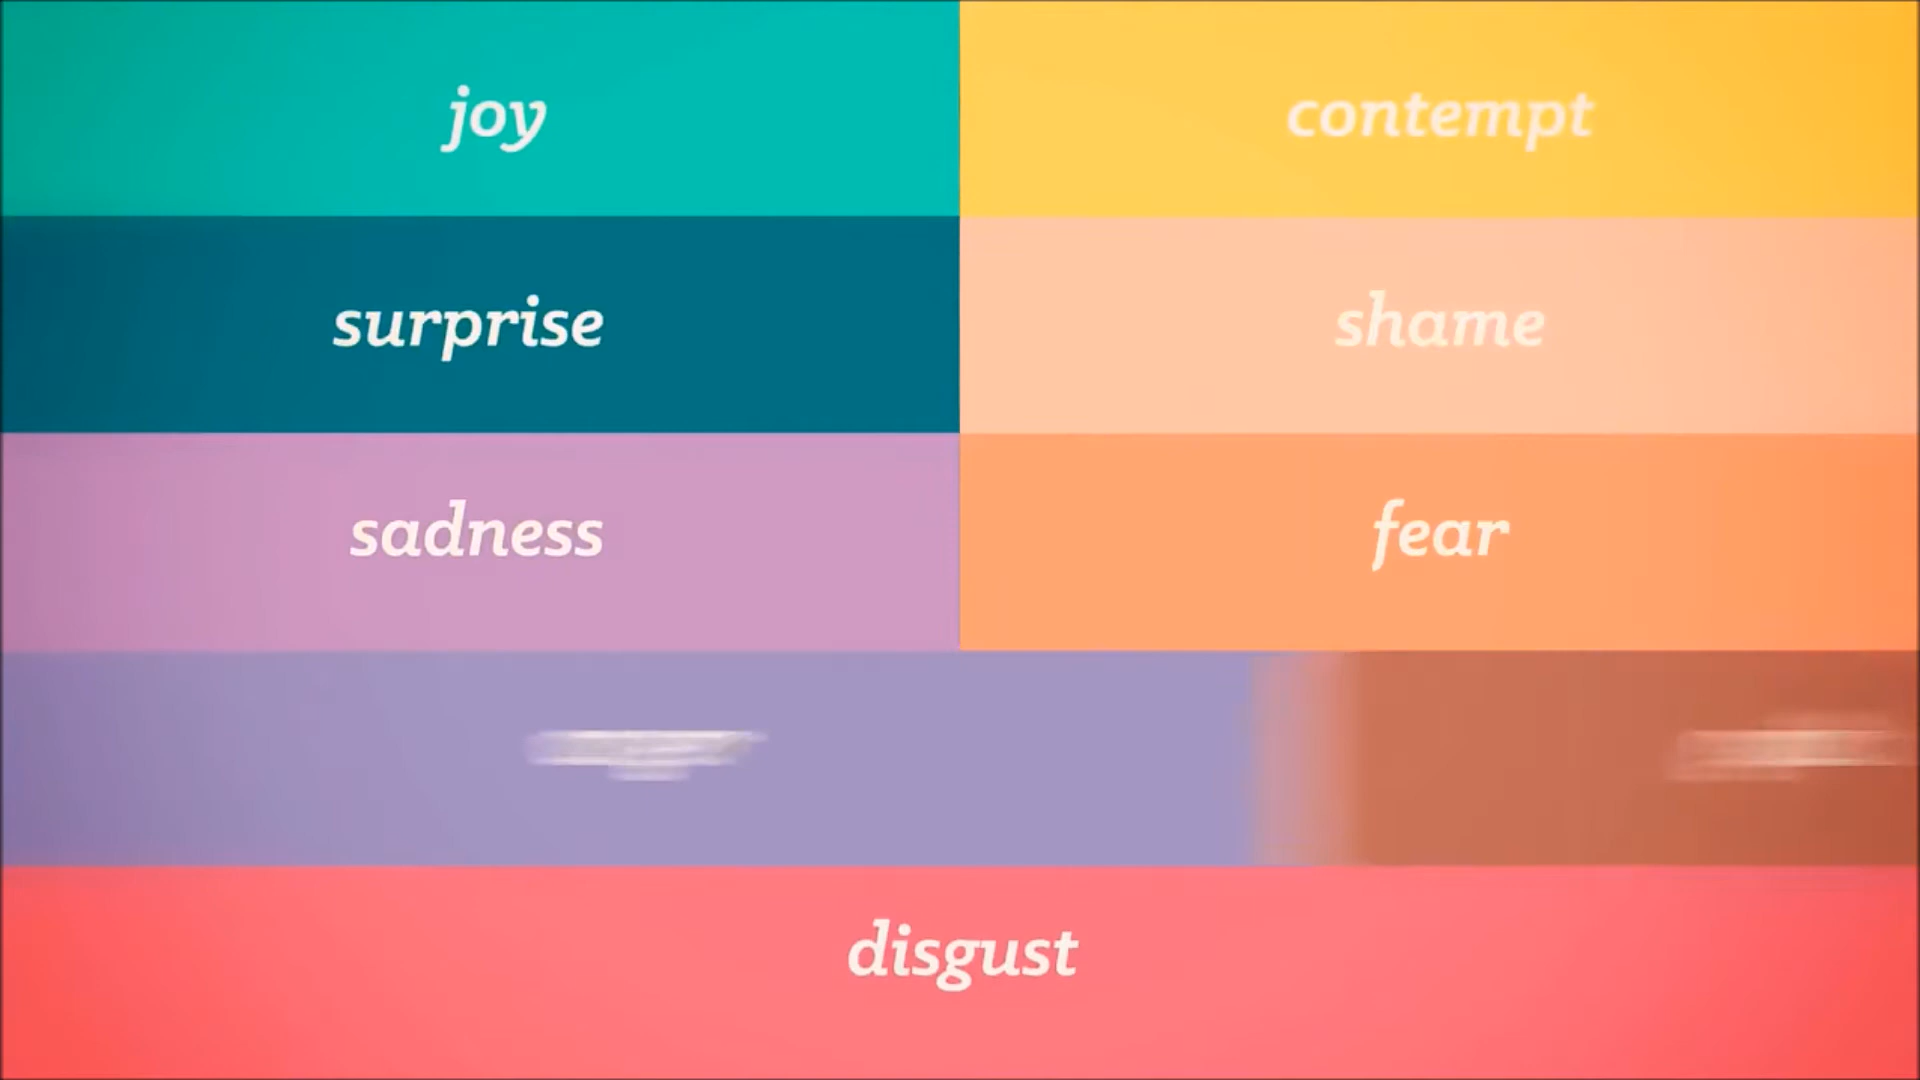 joy
contempt
surprise
shame
sadness
fear
disgust